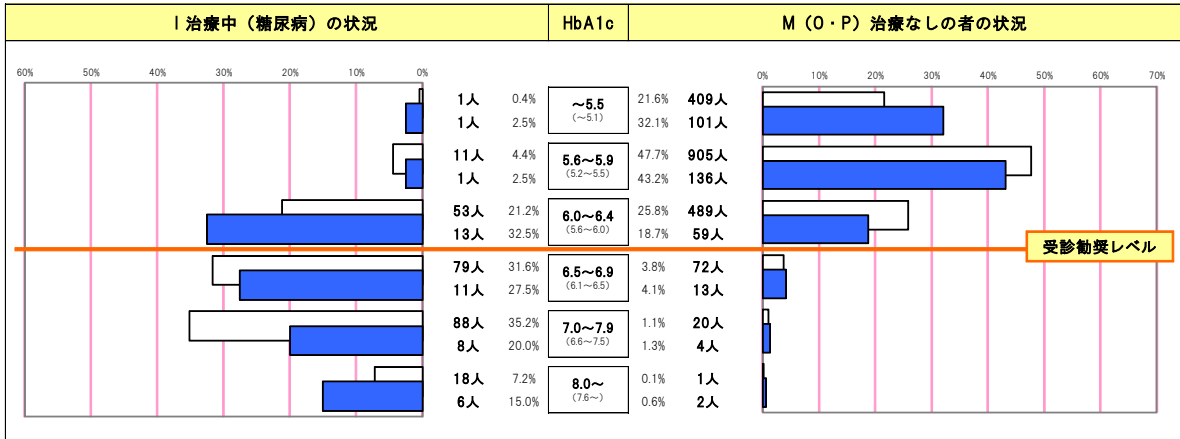 I 治療中(糖尿病)の状況 HbA1c M(O・P)治療なしの者の状況
60% 50% 40% 30% 20% 10% 0% 0% 10% 20% 30% 40% 50% 60% 70%
1人 0.4% ~5.5 21.6% 409人
1人 2.5% (~5.1) 32.1% 101人
11人 4.4% 5.6~5.9 47.7% 905人
1人 2.5% (5.2~5.5) 43.2% 136人
53人 21.2% 6.0~6.4 25.8% 489人
13人 32.5% (5.6~6.0) 18.7% 59人
受診勧奨レベル
79人 31.6% 6.5~6.9 3.8% 72人
11人 27.5% (6.1~6.5) 4.1% 13人
88人 35.2% 7.0~7.9 1.1% 20人
8人 20.0% (6.6~7.5) 1.3% 4人
18人 7.2% 8.0~ 0.1% 1人
6人 15.0% (7.6~) 0.6% 2人